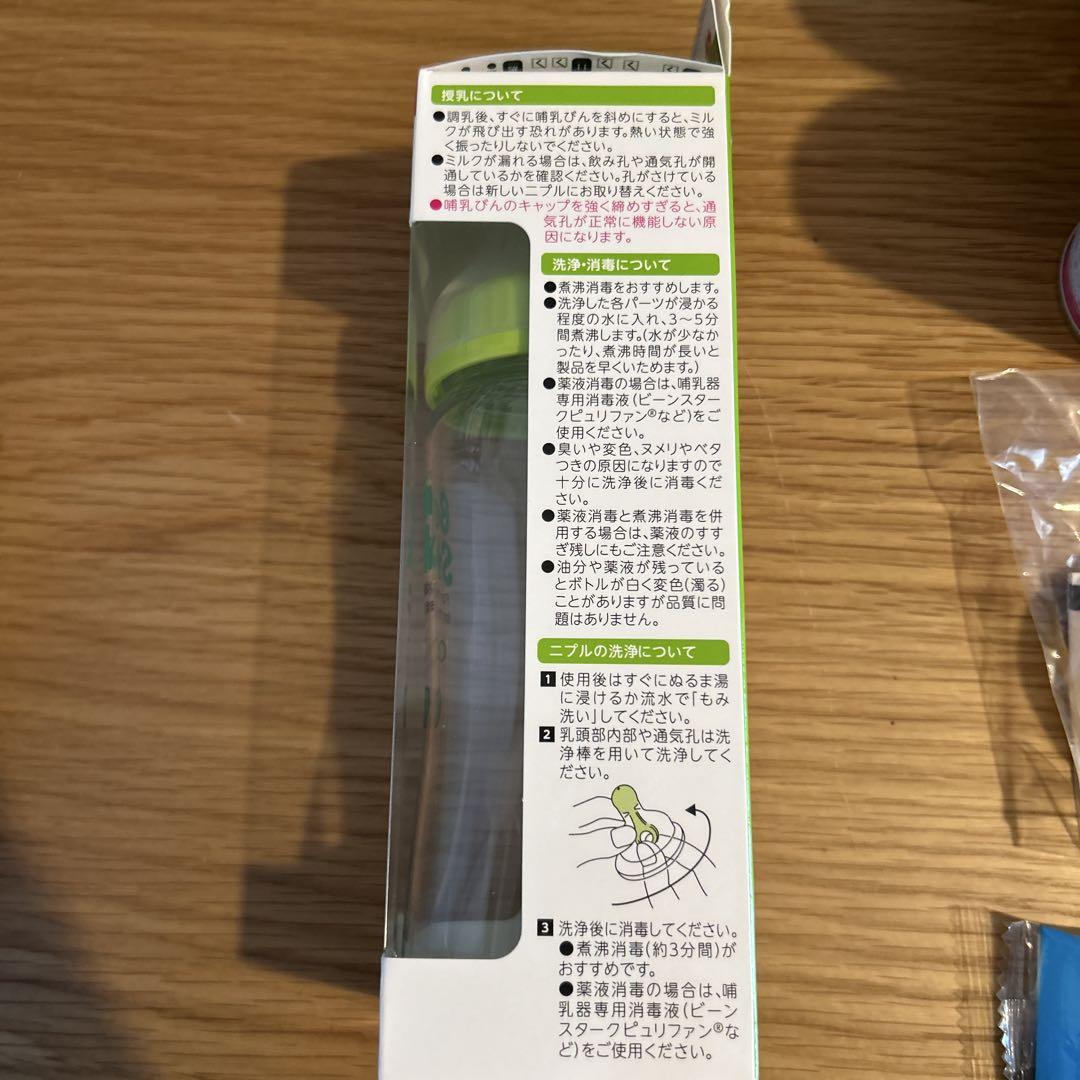 授乳について
●調乳後、すぐに哺乳びんを斜めにすると、ミル
クが飛び出す恐れがあります。熱い状態で強
く振ったりしないでください。
●ミルクが漏れる場合は、飲み孔や通気孔が開
通しているかを確認ください。孔がさけている
場合は新しいニプルにお取り替えください。
●哺乳びんのキャップを強く締めすぎると、通
気孔が正常に機能しない原
因になります。
洗浄・消毒について
●煮沸消毒をおすすめします。
●洗浄した各パーツが浸かる
程度の水に入れ、3〜5分
間煮沸します。(水が少なか
ったり、煮沸時間が長いと
製品を早くいためます。)
●薬液消毒の場合は、哺乳器
専用消毒液(ビーンスター
クピュリファン®など)をご
使用ください。
●臭いや変色、ヌメリやベタ
つきの原因になりますので
十分に洗浄後に消毒くだ
さい。
●薬液消毒と煮沸消毒を併
用する場合は、薬液のすす
ぎ残しにもご注意ください。
●油分や薬液が残っている
とボトルが白く変色(濁る)
ことがありますが品質に問
題はありません。
ニプルの洗浄について
1 使用後はすぐにぬるま湯
に浸けるか流水で「もみ
洗い」してください。
2 乳頭部内部や通気孔は洗
浄棒を用いて洗浄してく
ださい。
3 洗浄後に消毒してください。
●煮沸消毒(約3分間)が
おすすめです。
●薬液消毒の場合は、哺
乳器専用消毒液(ビーン
スタークピュリファン®な
ど)をご使用ください。